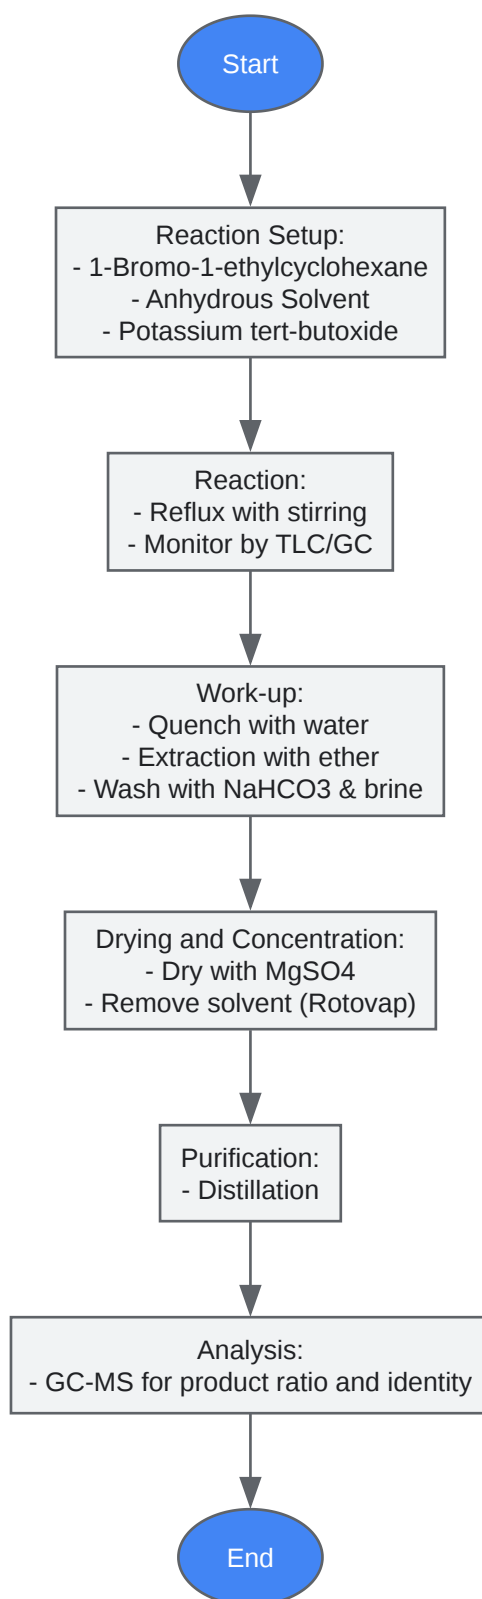 Start
Reaction Setup:
- 1-Bromo-1-ethylcyclohexane
- Anhydrous Solvent
- Potassium tert-butoxide
Reaction:
- Reflux with stirring
- Monitor by TLC/GC
Work-up:
- Quench with water
- Extraction with ether
- Wash with NaHCO3 & brine
Drying and Concentration:
- Dry with MgSO4
- Remove solvent (Rotovap)
Purification:
- Distillation
Analysis:
- GC-MS for product ratio and identity
End